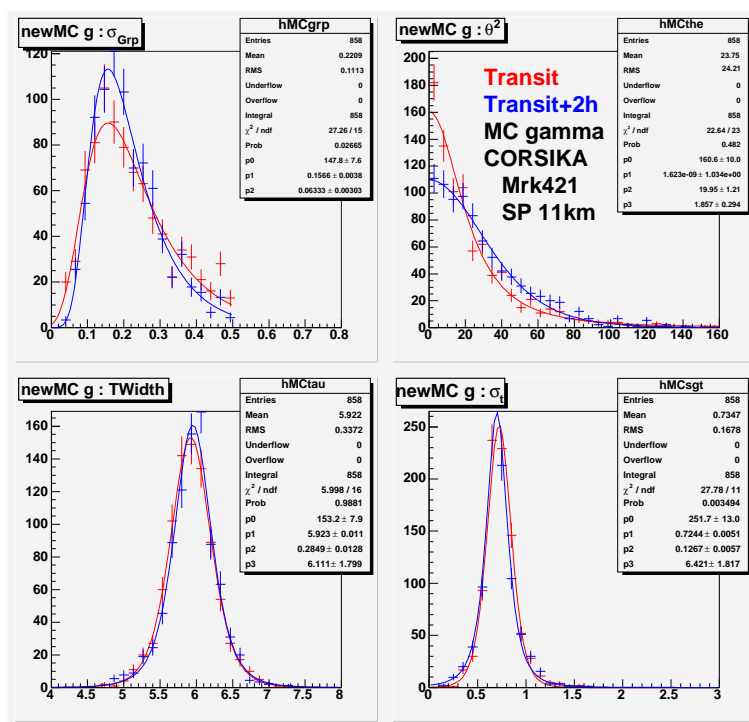 newMC g : σGrp
hMCgrp
Entries 858
Mean 0.2209
RMS 0.1113
Underflow 0
Overflow 0
Integral 858
χ² / ndf 27.26 / 15
Prob 0.02665
p0 147.8 ± 7.6
p1 0.1566 ± 0.0038
p2 0.06333 ± 0.00303
120
100
80
60
40
20
0
0 0.1 0.2 0.3 0.4 0.5 0.6 0.7 0.8
newMC g : θ²
hMCthe
Entries 858
Mean 23.75
RMS 24.21
Underflow 0
Overflow 0
Integral 858
χ² / ndf 22.64 / 23
Prob 0.482
p0 160.6 ± 10.0
p1 1.623e-09 ± 1.034e+00
p2 19.95 ± 1.21
p3 1.857 ± 0.294
Transit
Transit+2h
MC gamma
CORSIKA
Mrk421
SP 11km
200
180
160
140
120
100
80
60
40
20
0
0 20 40 60 80 100 120 140 160
newMC g : TWidth
hMCtau
Entries 858
Mean 5.922
RMS 0.3372
Underflow 0
Overflow 0
Integral 858
χ² / ndf 5.998 / 16
Prob 0.9881
p0 153.2 ± 7.9
p1 5.923 ± 0.011
p2 0.2849 ± 0.0128
p3 6.111 ± 1.799
160
140
120
100
80
60
40
20
0
4 4.5 5 5.5 6 6.5 7 7.5 8
newMC g : σt
hMCsgt
Entries 858
Mean 0.7347
RMS 0.1678
Underflow 0
Overflow 0
Integral 858
χ² / ndf 27.78 / 11
Prob 0.003494
p0 251.7 ± 13.0
p1 0.7244 ± 0.0051
p2 0.1267 ± 0.0057
p3 6.421 ± 1.817
250
200
150
100
50
0
0 0.5 1 1.5 2 2.5 3